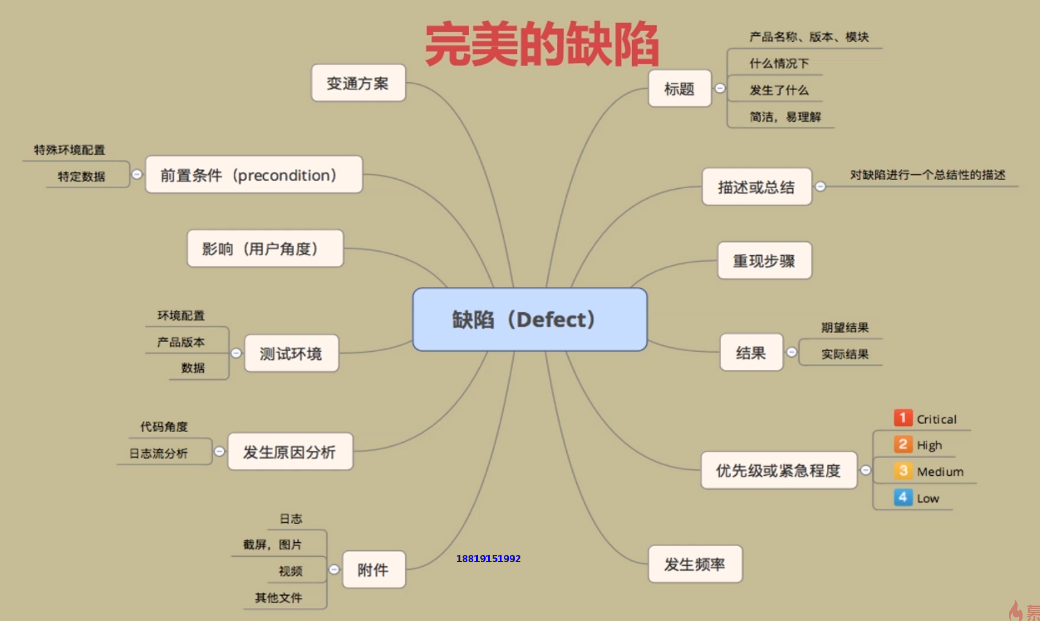 完美的缺陷
缺陷（Defect）
标题
产品名称、版本、模块
什么情况下
发生了什么
简洁，易理解
描述或总结
对缺陷进行一个总结性的描述
重现步骤
结果
期望结果
实际结果
优先级或紧急程度
1 Critical
2 High
3 Medium
4 Low
发生频率
变通方案
前置条件（precondition）
特殊环境配置
特定数据
影响（用户角度）
测试环境
环境配置
产品版本
数据
发生原因分析
代码角度
日志流分析
附件
日志
截屏，图片
视频
其他文件
18819151992